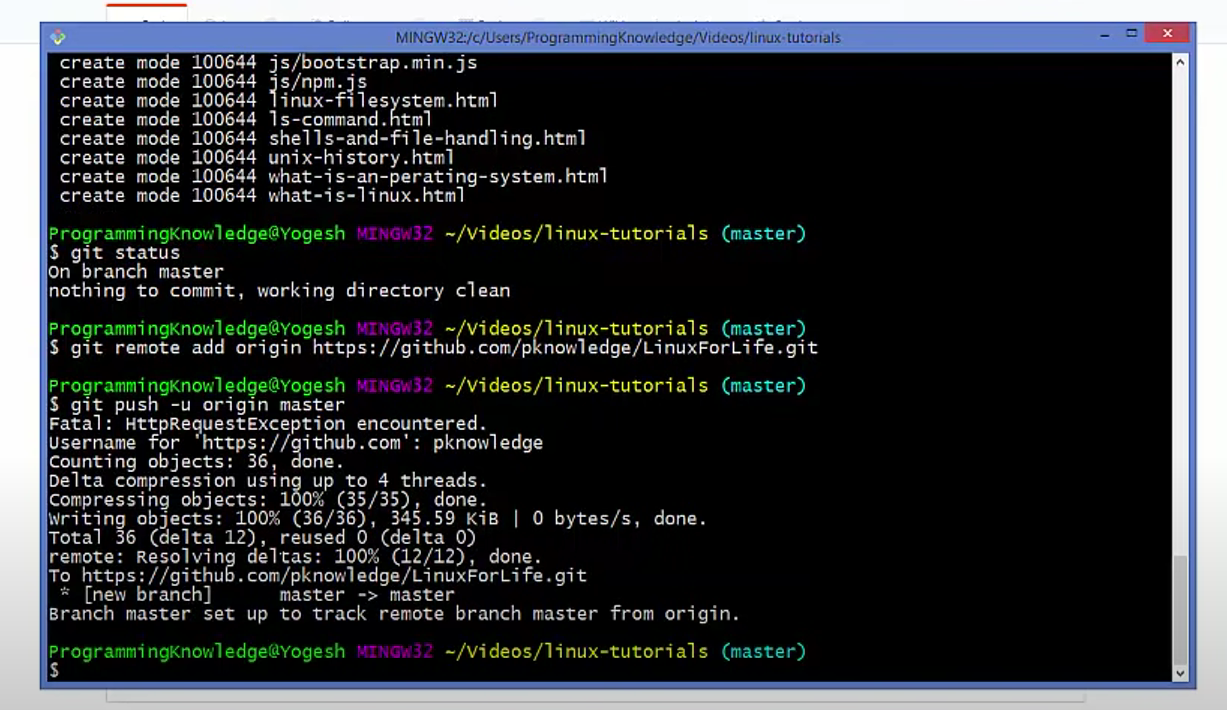 MINGW32:/c/Users/ProgrammingKnowledge/Videos/linux-tutorials
create mode 100644 js/bootstrap.min.js
create mode 100644 js/npm.js
create mode 100644 linux-filesystem.html
create mode 100644 ls-command.html
create mode 100644 shells-and-file-handling.html
create mode 100644 unix-history.html
create mode 100644 what-is-an-perating-system.html
create mode 100644 what-is-linux.html
ProgrammingKnowledge@Yogesh MINGW32 ~/Videos/linux-tutorials (master)
$ git status
On branch master
nothing to commit, working directory clean
ProgrammingKnowledge@Yogesh MINGW32 ~/Videos/linux-tutorials (master)
$ git remote add origin https://github.com/pknowledge/LinuxForLife.git
ProgrammingKnowledge@Yogesh MINGW32 ~/Videos/linux-tutorials (master)
$ git push -u origin master
Fatal: HttpRequestException encountered.
Username for 'https://github.com': pknowledge
Counting objects: 36, done.
Delta compression using up to 4 threads.
Compressing objects: 100% (35/35), done.
Writing objects: 100% (36/36), 345.59 KiB | 0 bytes/s, done.
Total 36 (delta 12), reused 0 (delta 0)
remote: Resolving deltas: 100% (12/12), done.
To https://github.com/pknowledge/LinuxForLife.git
* [new branch] master -> master
Branch master set up to track remote branch master from origin.
ProgrammingKnowledge@Yogesh MINGW32 ~/Videos/linux-tutorials (master)
$